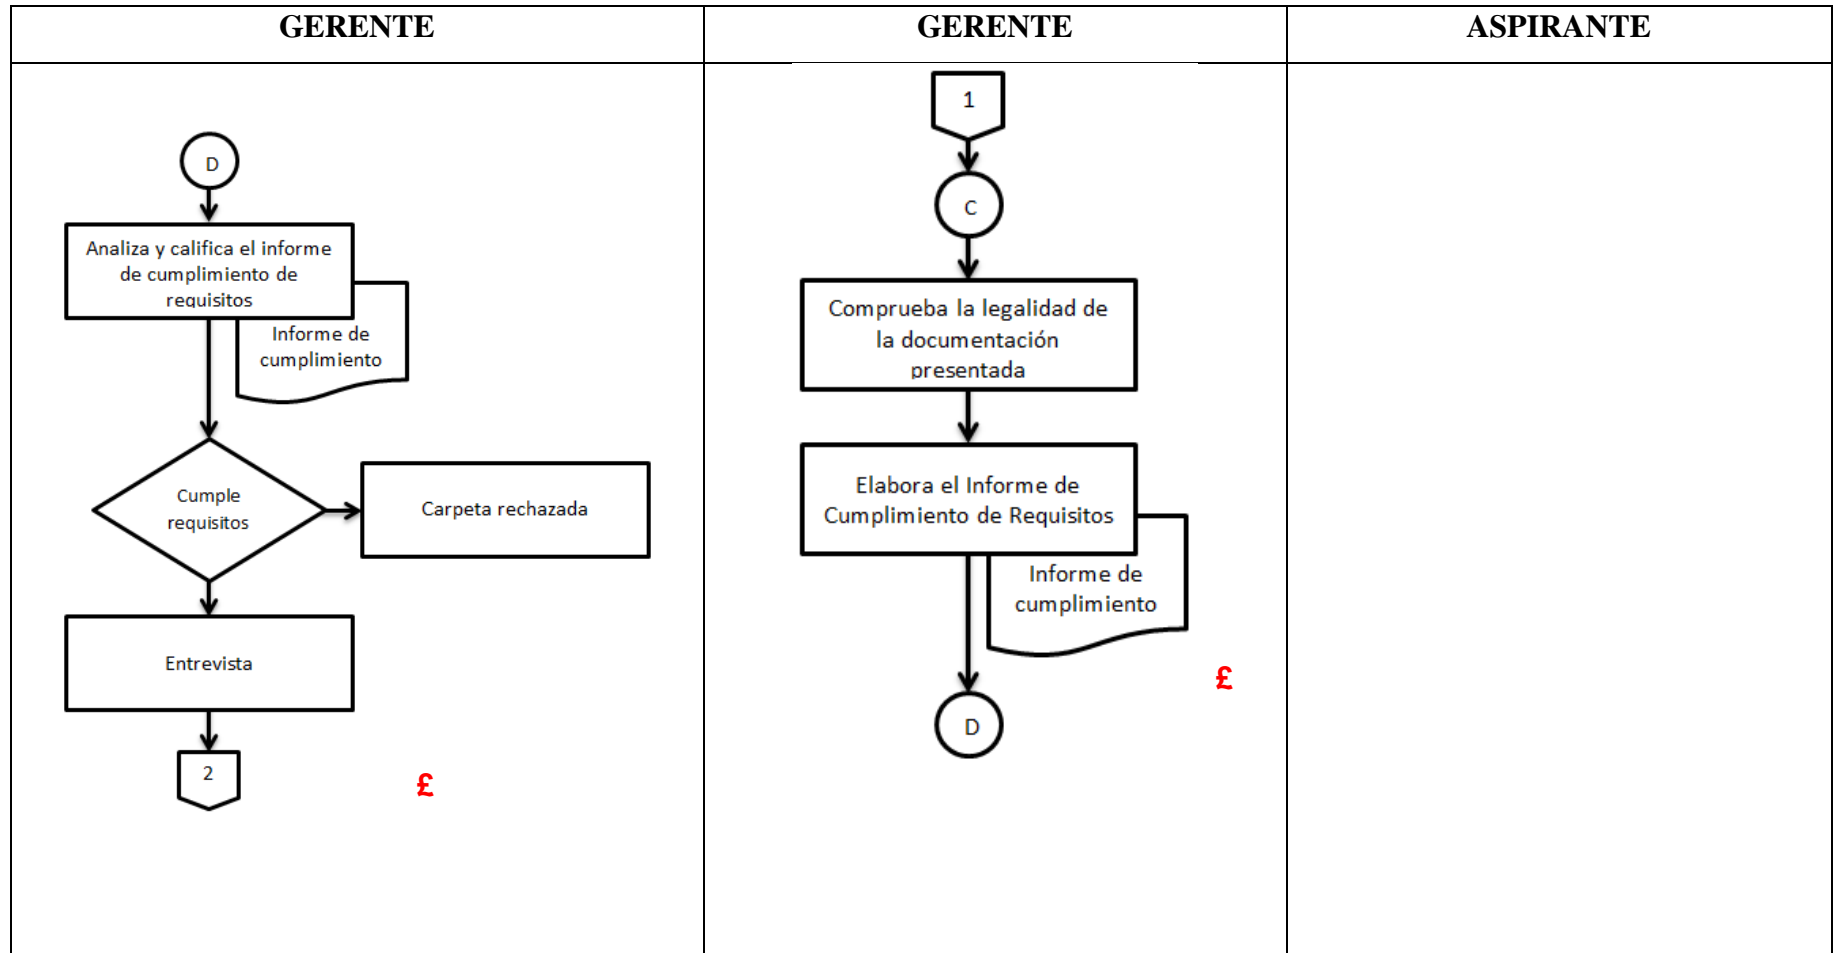 GERENTE
GERENTE
ASPIRANTE
D
Analiza y califica el informe
de cumplimiento de
requisitos
Informe de
cumplimiento
Cumple
requisitos
Carpeta rechazada
Entrevista
2
£
1
C
Comprueba la legalidad de
la documentación
presentada
Elabora el Informe de
Cumplimiento de Requisitos
Informe de
cumplimiento
£
D